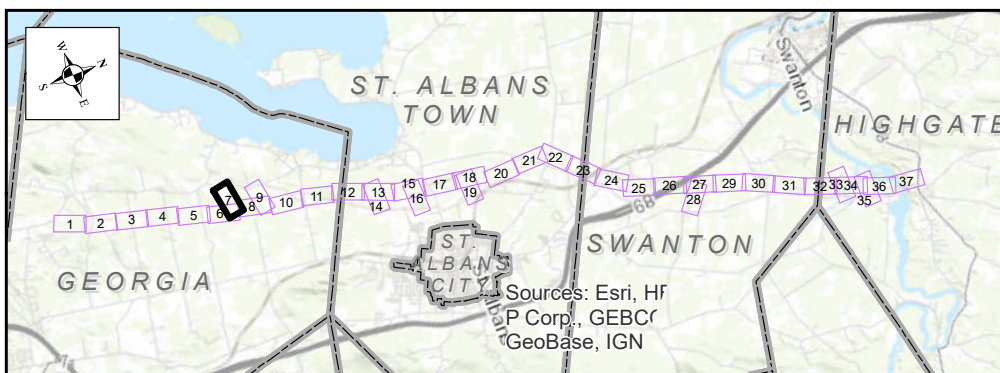 W
N
S
E
ST. ALBANS
TOWN
Swanton
HIGHGATE
GEORGIA
ST.
ALBANS
CITY
SWANTON
68
Sources: Esri, HE
P Corp., GEBCO
GeoBase, IGN
1
2
3
4
5
6
7
8
9
10
11
12
13
14
15
16
17
18
19
20
21
22
23
24
25
26
27
28
29
30
31
32
33
34
35
36
37